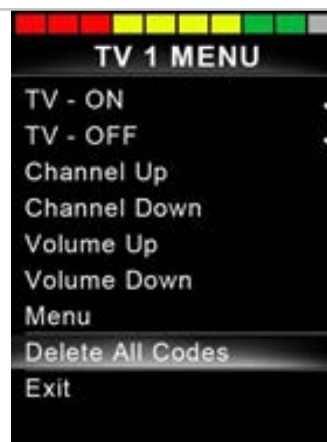 TV 1 MENU
TV - ON
TV - OFF
Channel Up
Channel Down
Volume Up
Volume Down
Menu
Delete All Codes
Exit